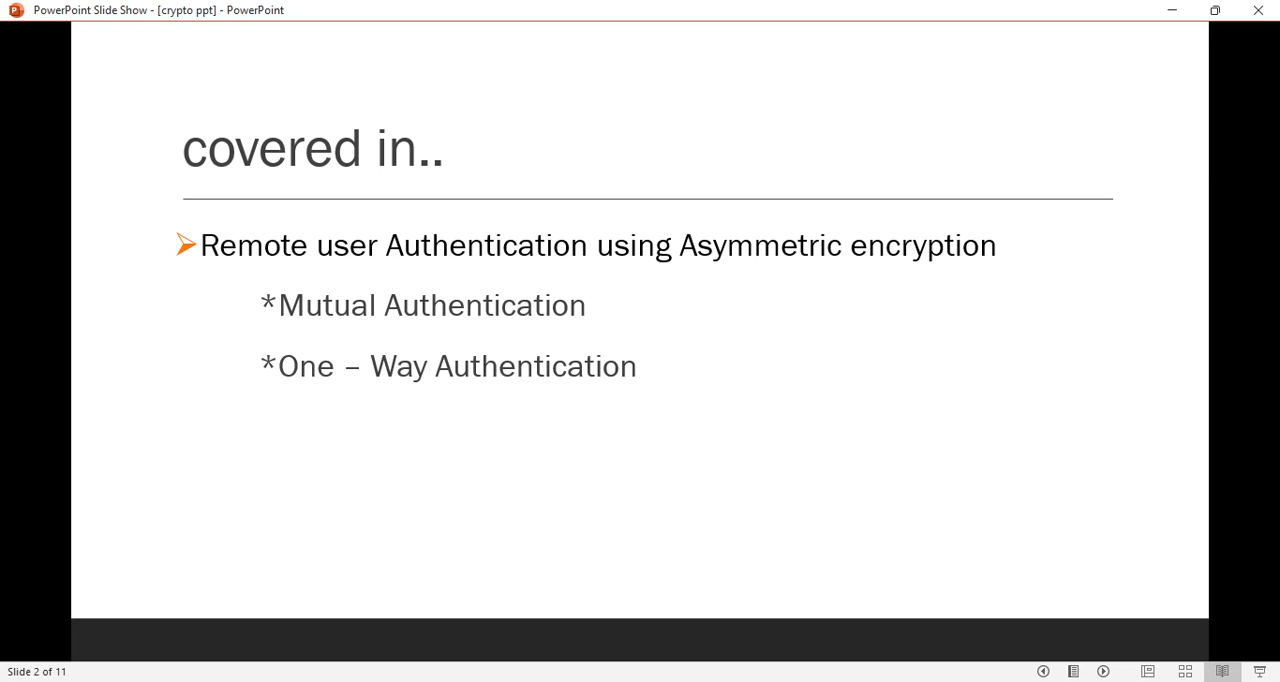 PowerPoint Slide Show - [crypto ppt] - PowerPoint
covered in..
Remote user Authentication using Asymmetric encryption
*Mutual Authentication
*One – Way Authentication
Slide 2 of 11